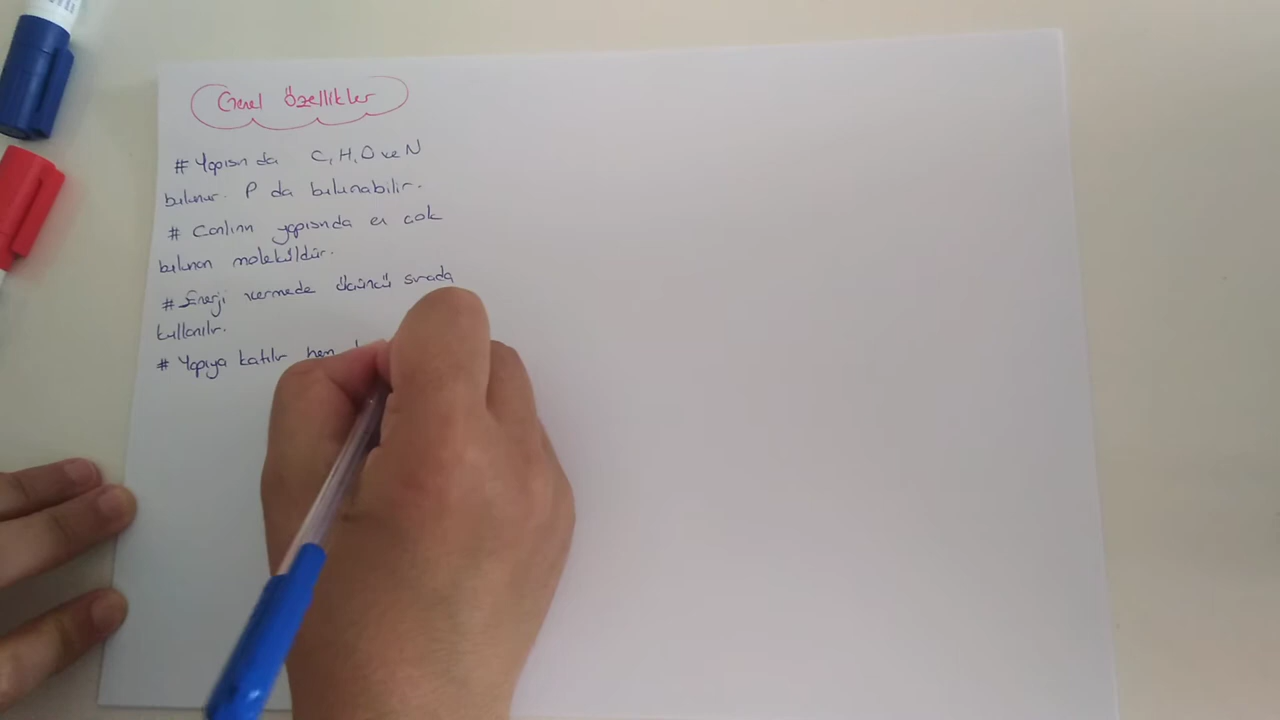 Genel Özellikler
# Yapısında C, H, O ve N
bulunur. P da bulunabilir.
# Canlının yapısında en çok
bulunan moleküldür.
# Enerji vermede üçüncü sırada
kullanılır.
# Yapıya katılır hem